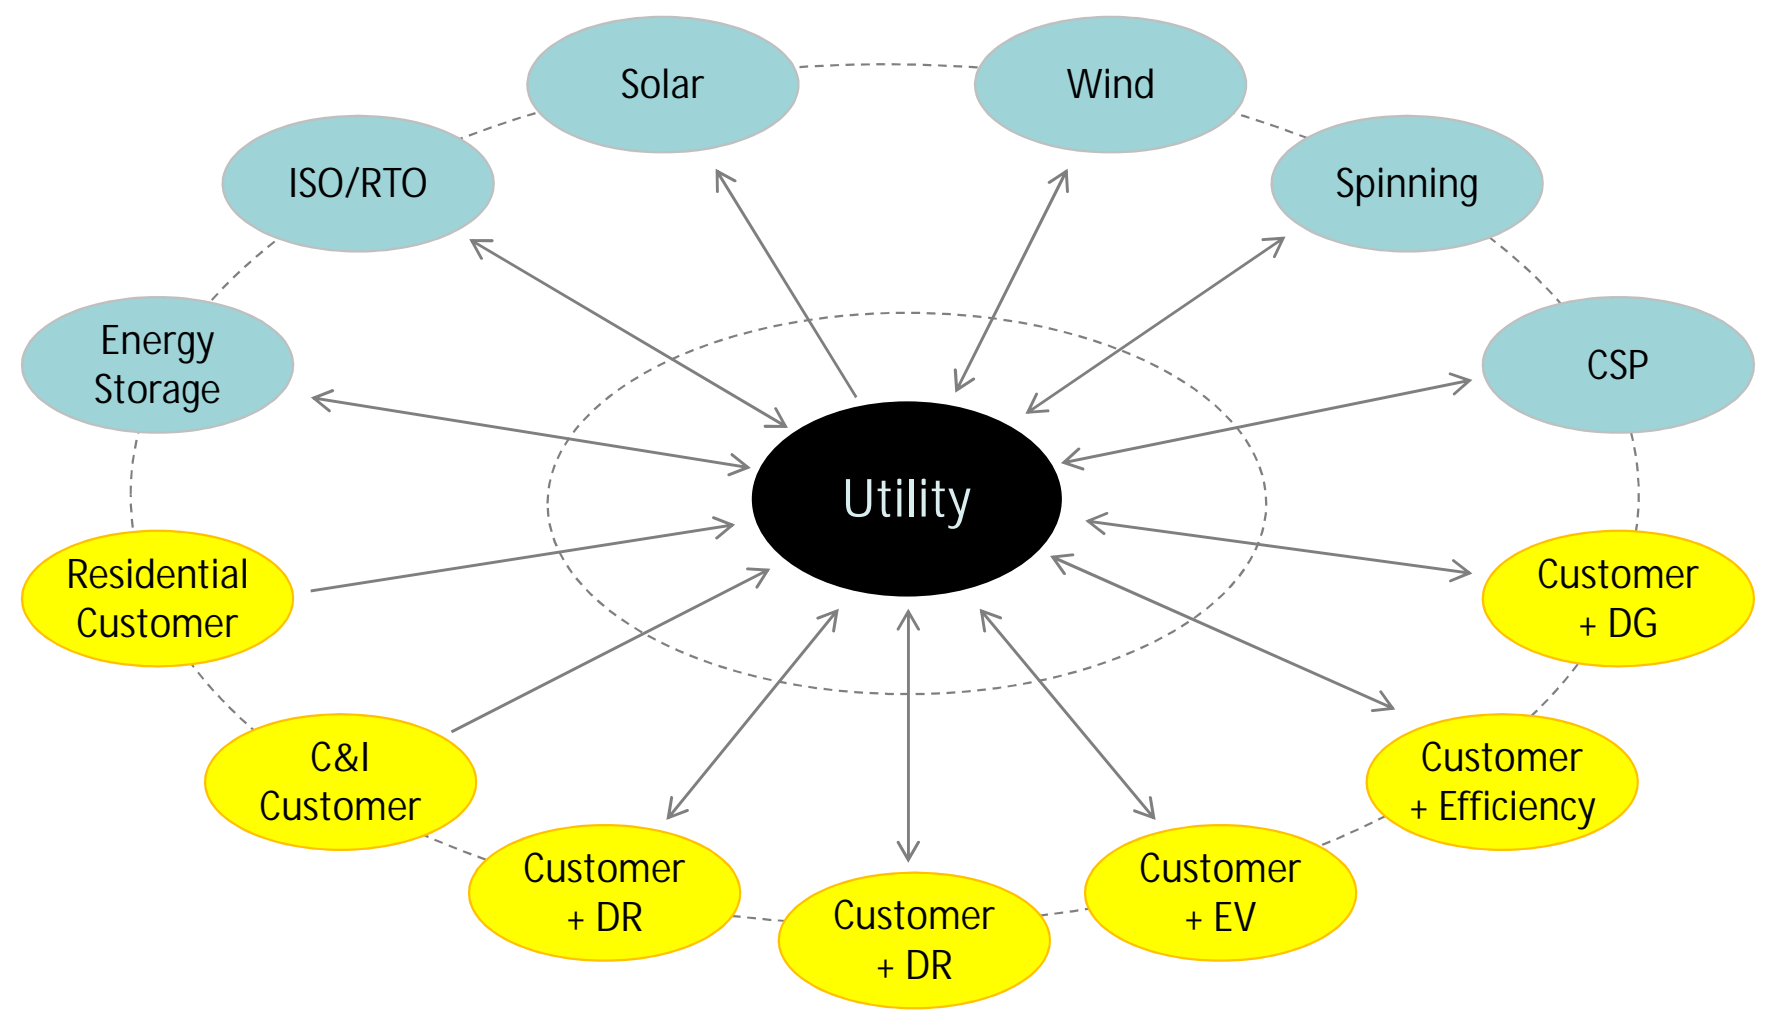 Solar
Wind
ISO/RTO
Spinning
Energy
Storage
CSP
Utility
Residential
Customer
Customer
+ DG
C&I
Customer
Customer
+ Efficiency
Customer
+ DR
Customer
+ DR
Customer
+ EV